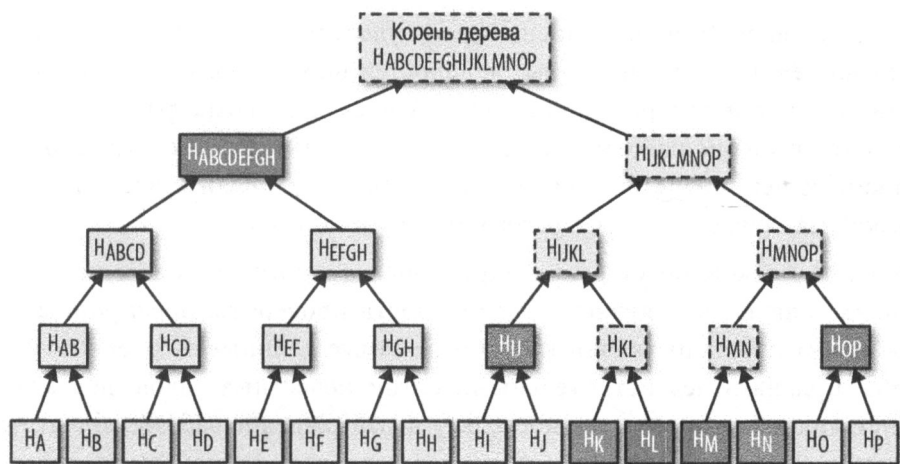 Корень дерева
HABCDEFGHIJKLMNOP
HABCDEFGH
HIJKLMNOP
HABCD
HEFGH
HIJKL
HMNOP
HAB
HCD
HEF
HGH
HIJ
HKL
HMN
HOP
HA
HB
HC
HD
HE
HF
HG
HH
HI
HJ
HK
HL
HM
HN
HO
HP